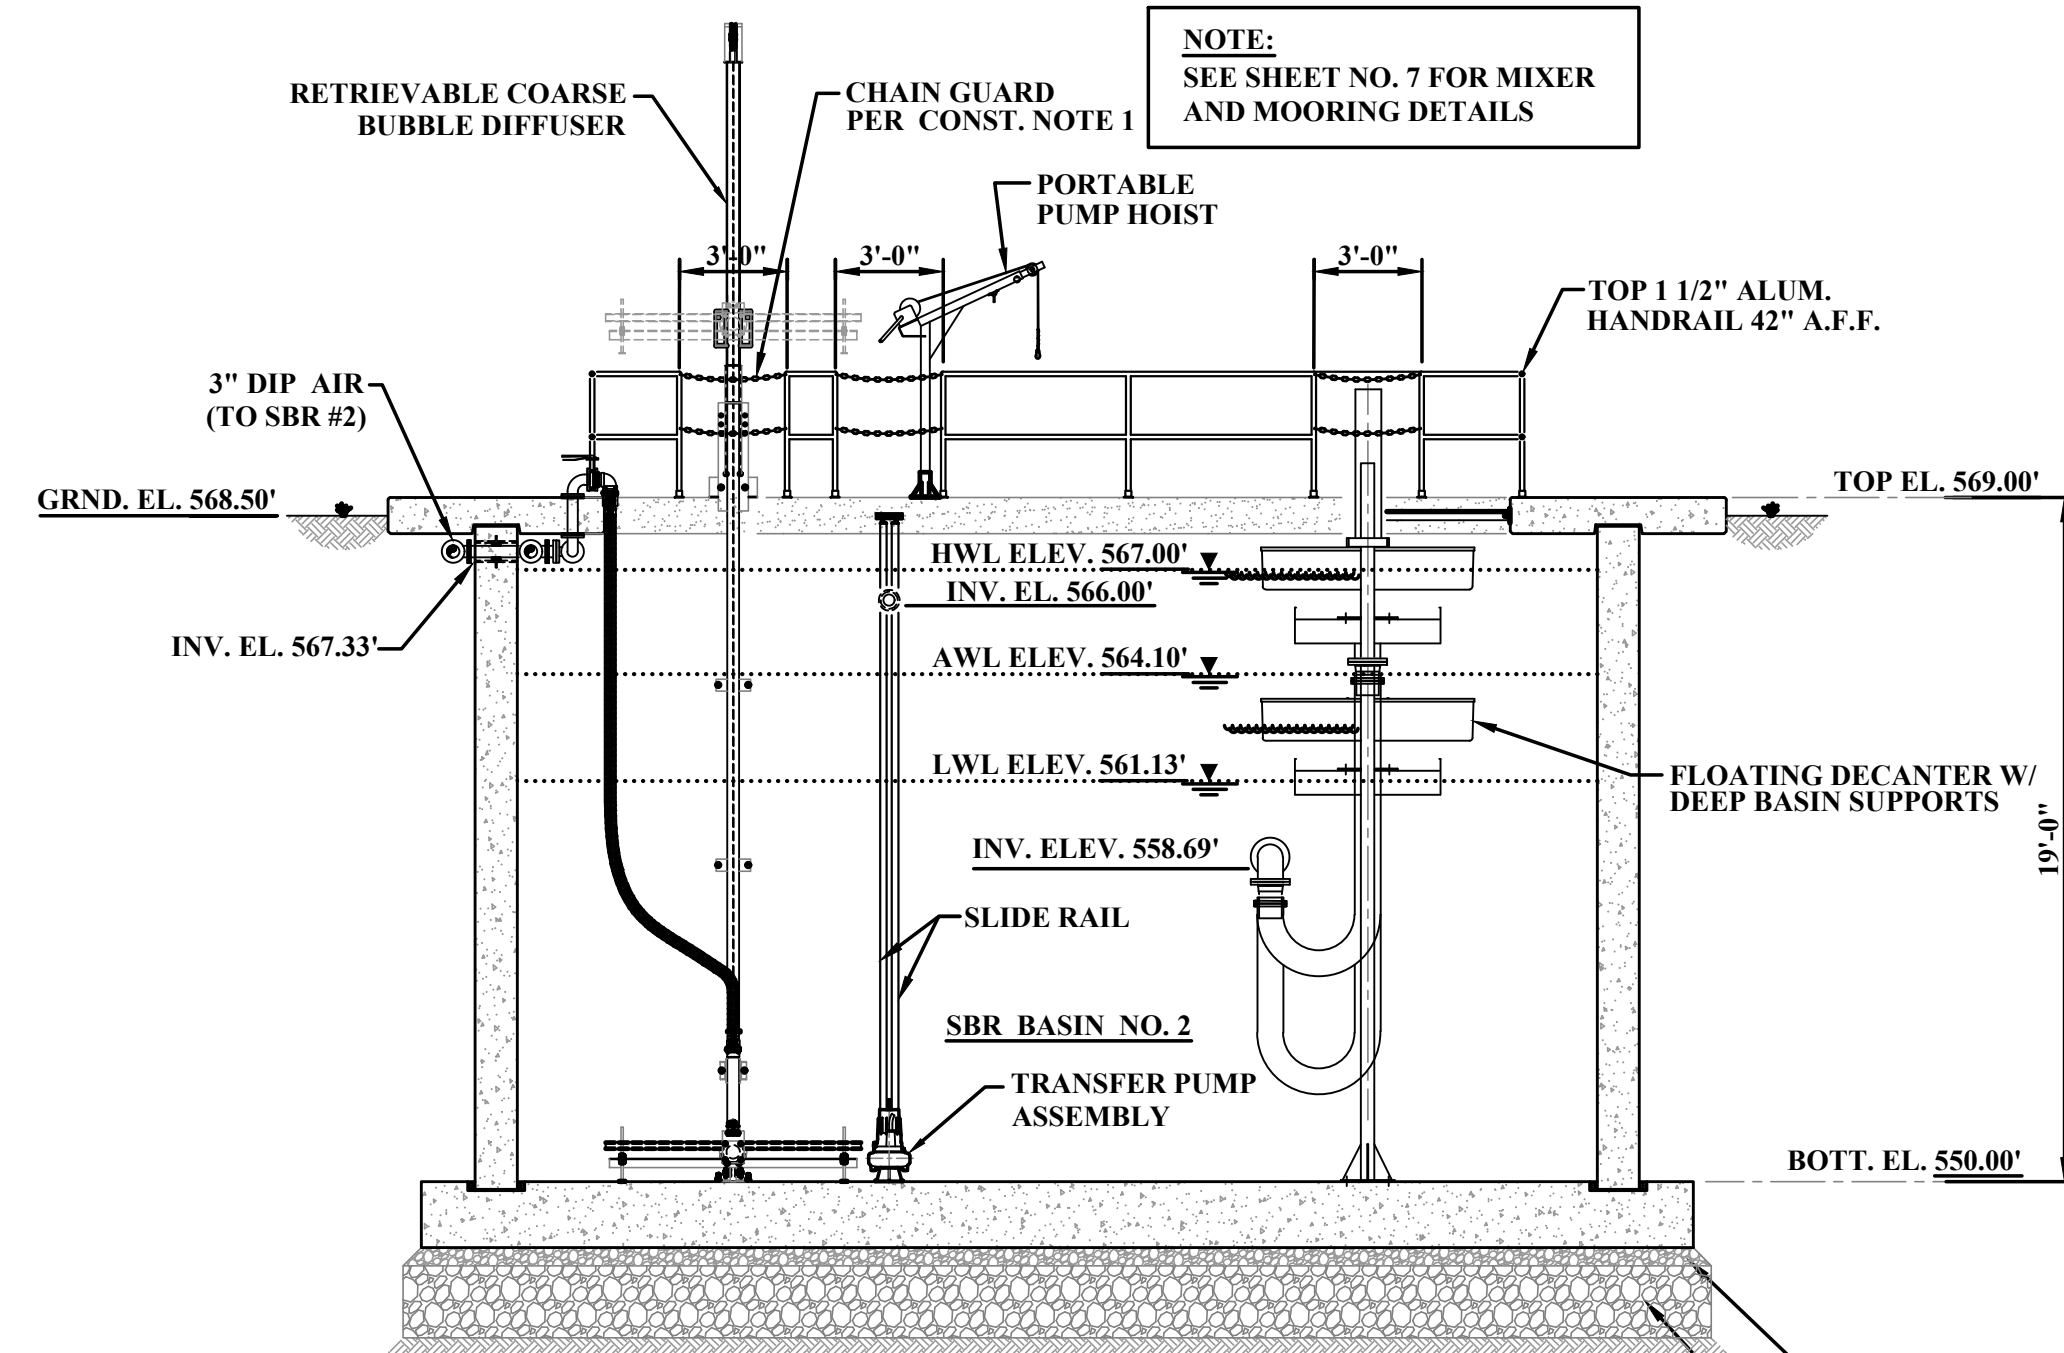 NOTE:
SEE SHEET NO. 7 FOR MIXER
AND MOORING DETAILS
RETRIEVABLE COARSE
BUBBLE DIFFUSER
CHAIN GUARD
PER CONST. NOTE 1
PORTABLE
PUMP HOIST
3'-0"
3'-0"
3'-0"
TOP 1 1/2" ALUM.
HANDRAIL 42" A.F.F.
3" DIP AIR
(TO SBR #2)
GRND. EL. 568.50'
TOP EL. 569.00'
HWL ELEV. 567.00'
INV. EL. 566.00'
INV. EL. 567.33'
AWL ELEV. 564.10'
LWL ELEV. 561.13'
FLOATING DECANTER W/
DEEP BASIN SUPPORTS
19'-0"
INV. ELEV. 558.69'
SLIDE RAIL
SBR BASIN NO. 2
TRANSFER PUMP
ASSEMBLY
BOTT. EL. 550.00'